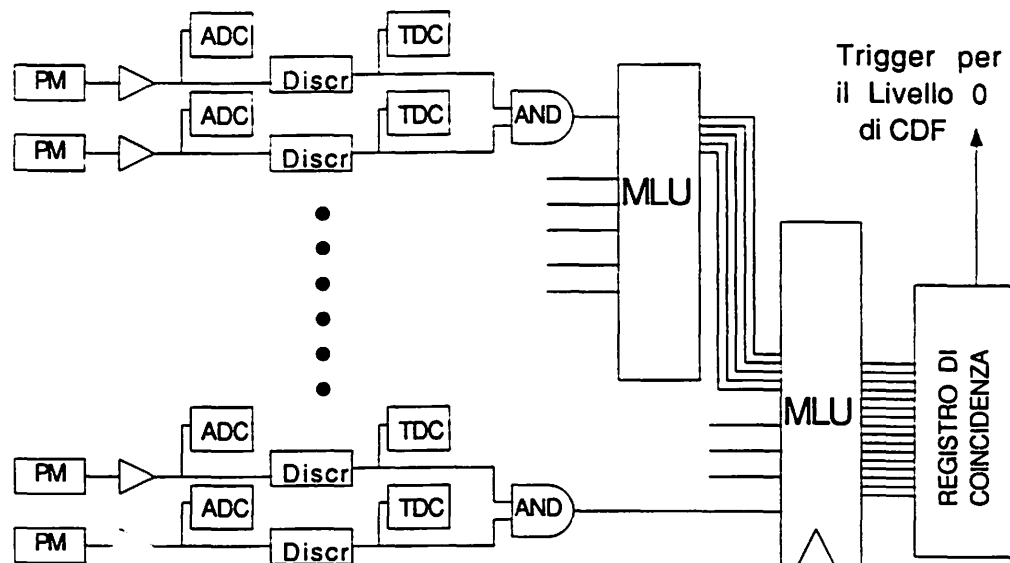 ADC
TDC
PM
Discr
ADC
TDC
AND
PM
Discr
MLU
Trigger per
il Livello 0
di CDF
MLU
REGISTRO DI
COINCIDENZA
ADC
TDC
PM
Discr
ADC
TDC
AND
PM
Discr